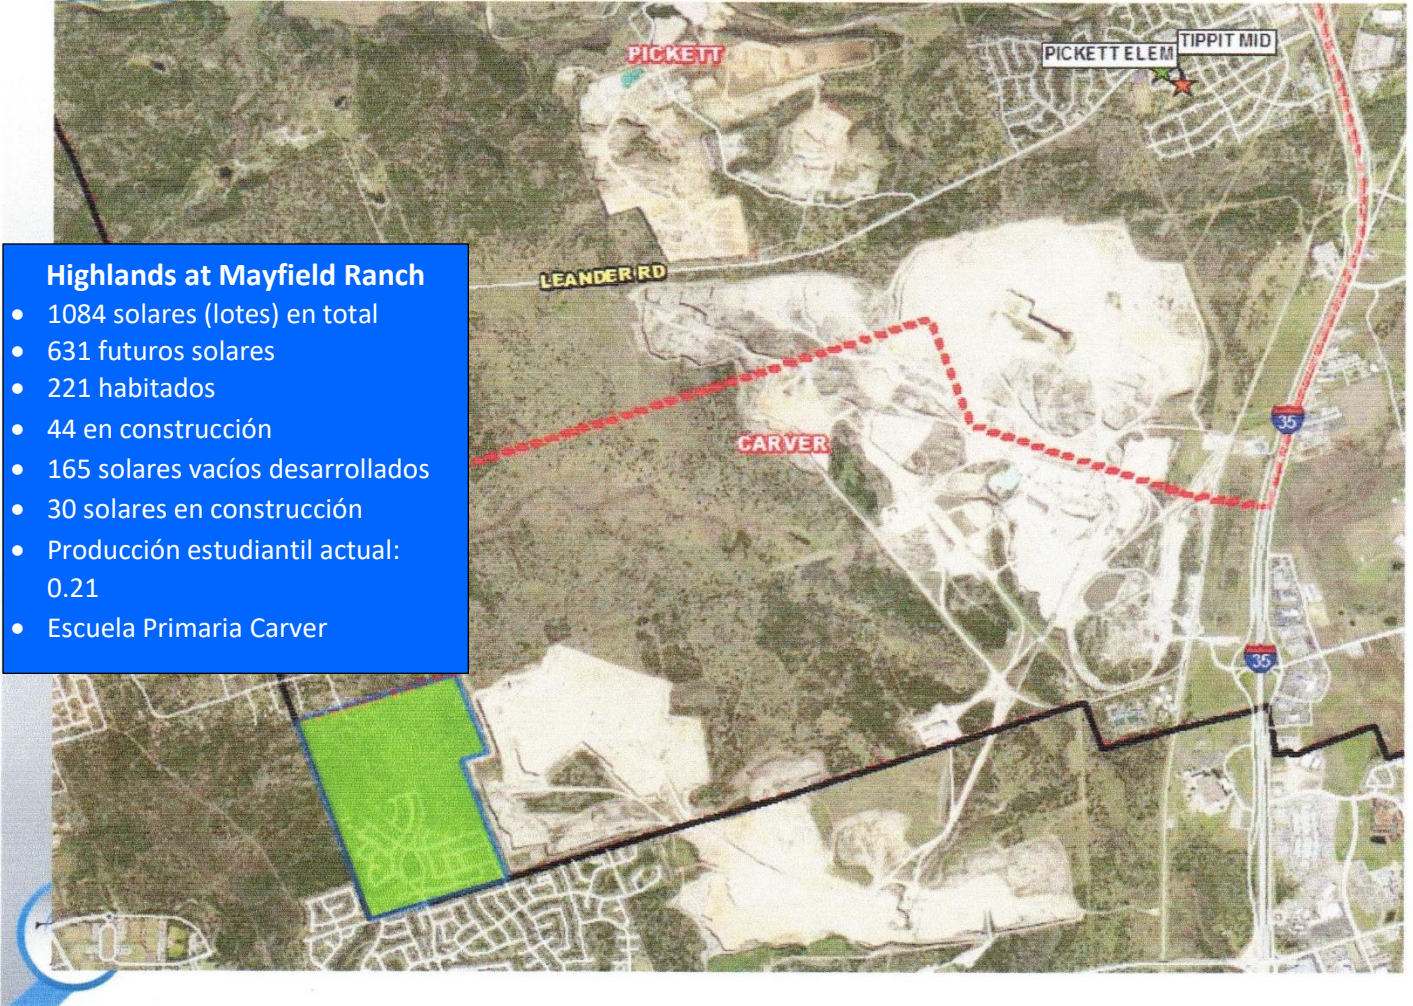 PICKETT
PICKETT ELEM
TIPPIT MID
LEANDER RD
Highlands at Mayfield Ranch
• 1084 solares (lotes) en total
• 631 futuros solares
• 221 habitados
• 44 en construcción
• 165 solares vacíos desarrollados
• 30 solares en construcción
• Producción estudiantil actual:
0.21
• Escuela Primaria Carver
35
CARVER
35